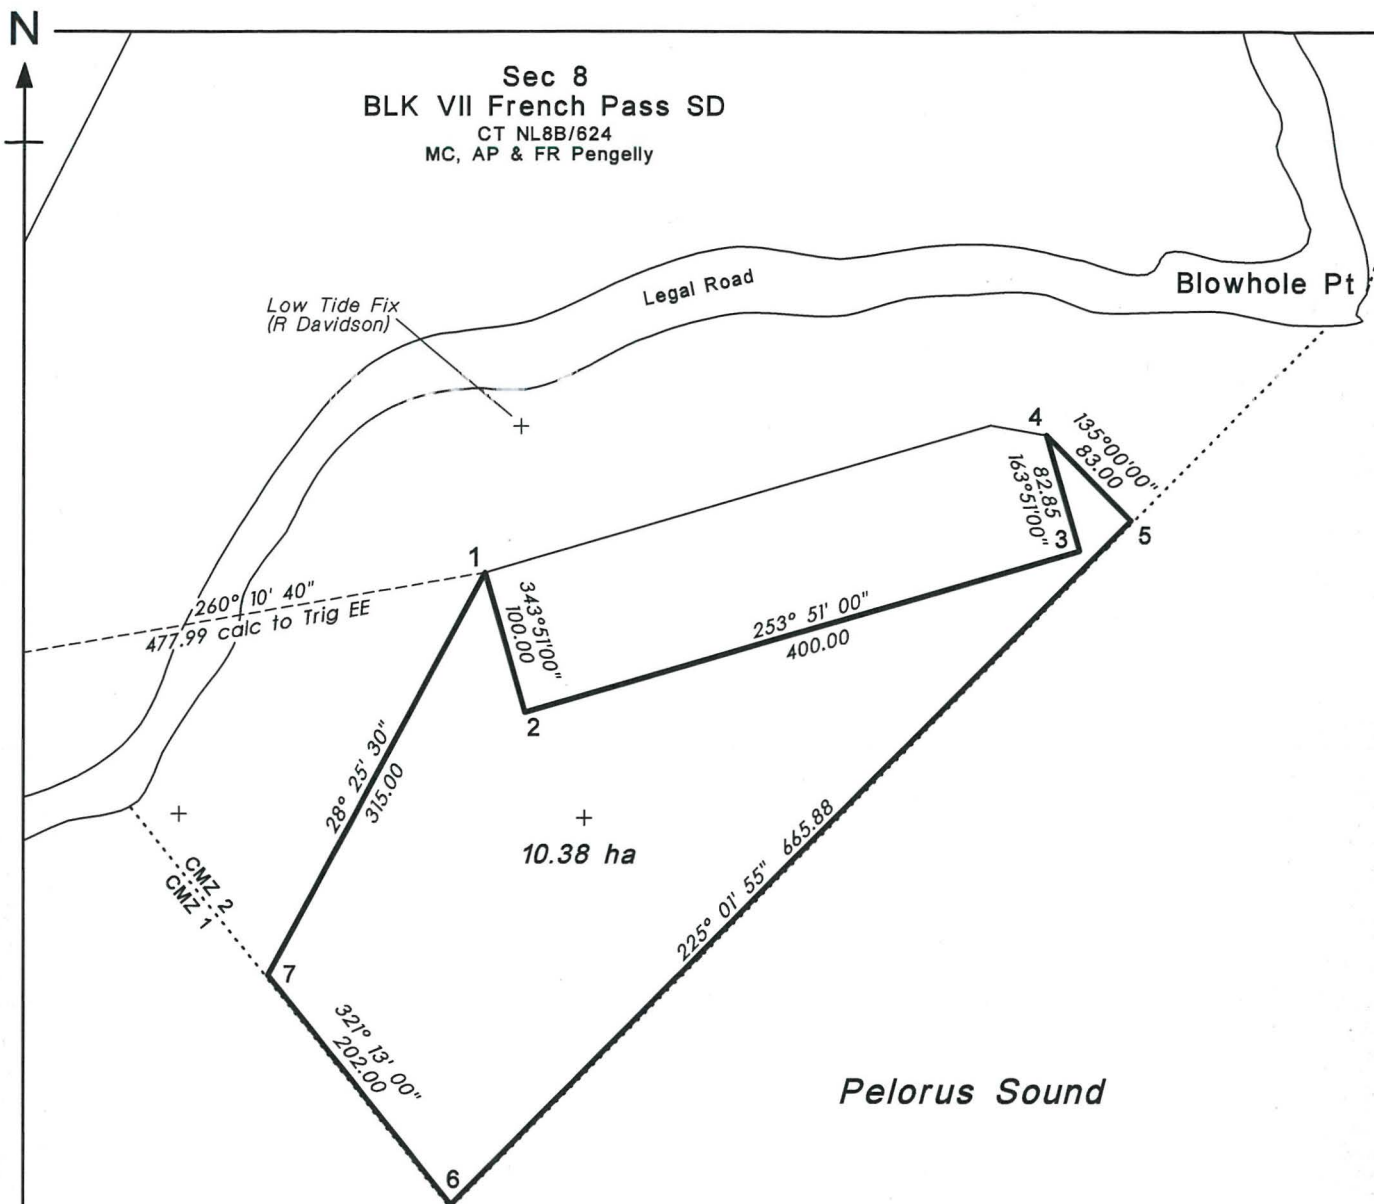 N
Sec 8
BLK VII French Pass SD
CT NL8B/624
MC, AP & FR Pengelly
Legal Road
Blowhole Pt
Low Tide Fix
(R Davidson)
4
135°00'00"
83.00
82.85
163°51'00"
3
5
1
260° 10' 40"
477.99 calc to Trig EE
343°51'00"
100.00
253° 51' 00"
400.00
2
28° 25' 30"
315.00
10.38 ha
225° 01' 55" 665.88
CMZ 2
CMZ 1
7
321° 13' 00"
202.00
Pelorus Sound
6